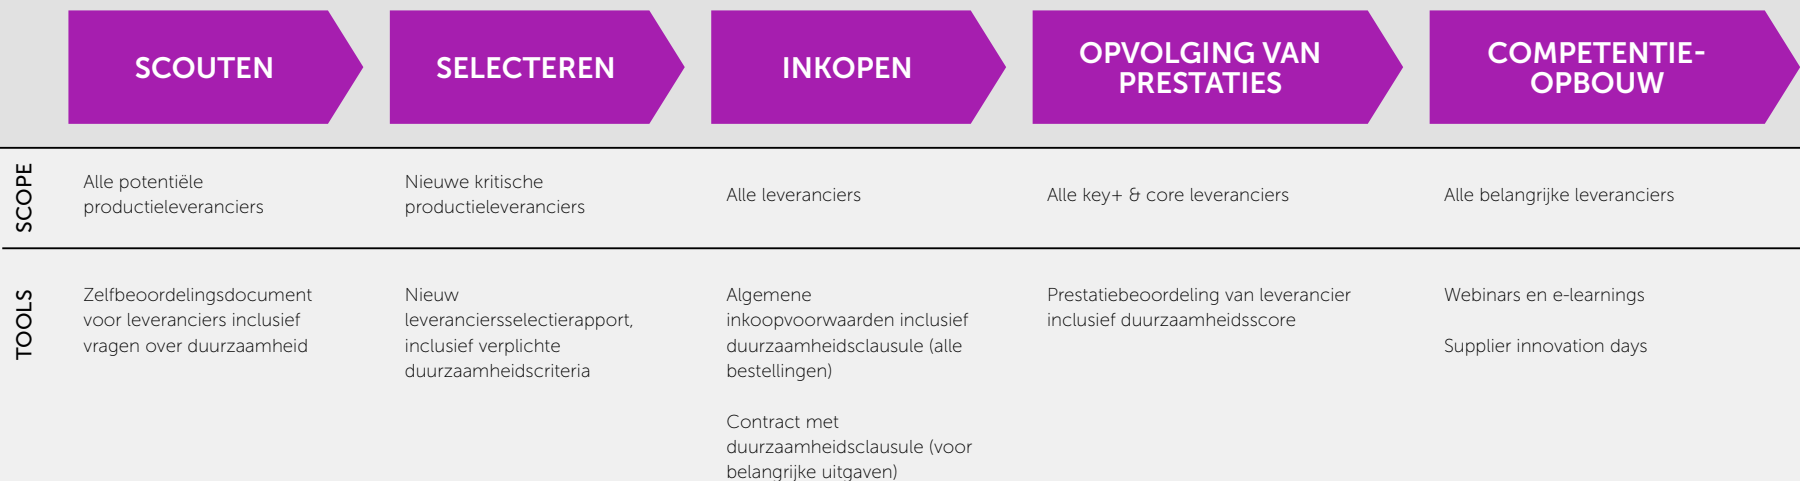 SCOUTEN
SELECTEREN
INKOPEN
OPVOLGING VAN
PRESTATIES
COMPETENTIE-
OPBOUW
SCOPE
Alle potentiële
productieleveranciers
Nieuwe kritische
productieleveranciers
Alle leveranciers
Alle key+ & core leveranciers
Alle belangrijke leveranciers
TOOLS
Zelfbeoordelingsdocument
voor leveranciers inclusief
vragen over duurzaamheid
Nieuw
leveranciersselectierapport,
inclusief verplichte
duurzaamheidscriteria
Algemene
inkoopvoorwaarden inclusief
duurzaamheidsclausule (alle
bestellingen)
Contract met
duurzaamheidsclausule (voor
belangrijke uitgaven)
Prestatiebeoordeling van leverancier
inclusief duurzaamheidsscore
Webinars en e-learnings
Supplier innovation days